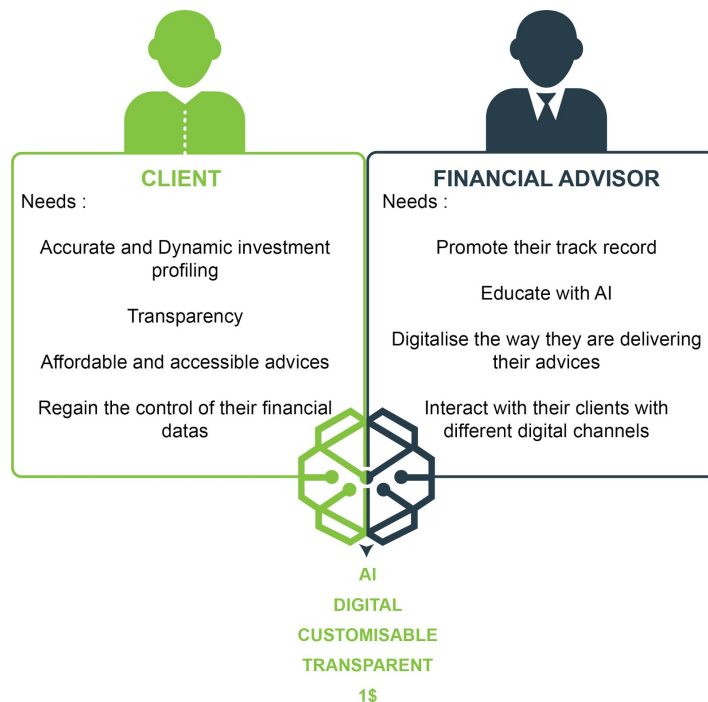 CLIENT
Needs :
Accurate and Dynamic investment
profiling
Transparency
Affordable and accessible advices
Regain the control of their financial
datas
FINANCIAL ADVISOR
Needs :
Promote their track record
Educate with AI
Digitalise the way they are delivering
their advices
Interact with their clients with
different digital channels
AI
DIGITAL
CUSTOMISABLE
TRANSPARENT
1$